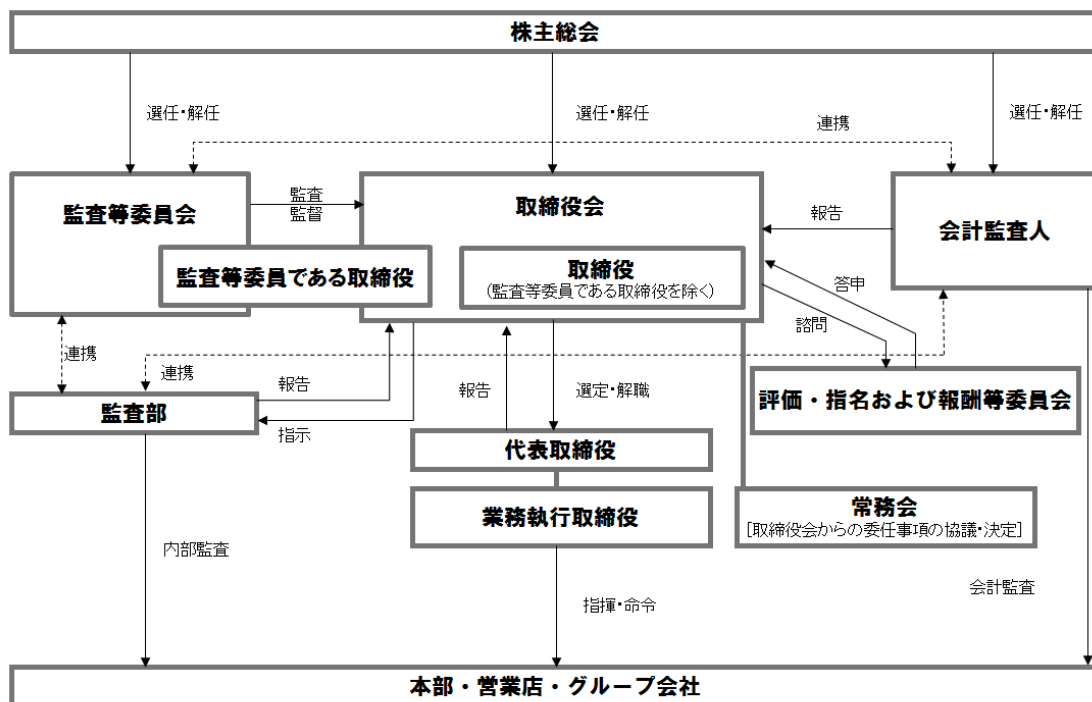 株主総会
選任・解任
選任・解任
選任・解任
連携
監査等委員会
監査
監督
取締役会
報告
会計監査人
監査等委員である取締役
取締役
(監査等委員である取締役を除く)
答申
諮問
連携
連携
報告
報告
選定・解職
評価・指名および報酬等委員会
監査部
指示
代表取締役
業務執行取締役
常務会
[取締役会からの委任事項の協議・決定]
内部監査
会計監査
指揮・命令
本部・営業店・グループ会社